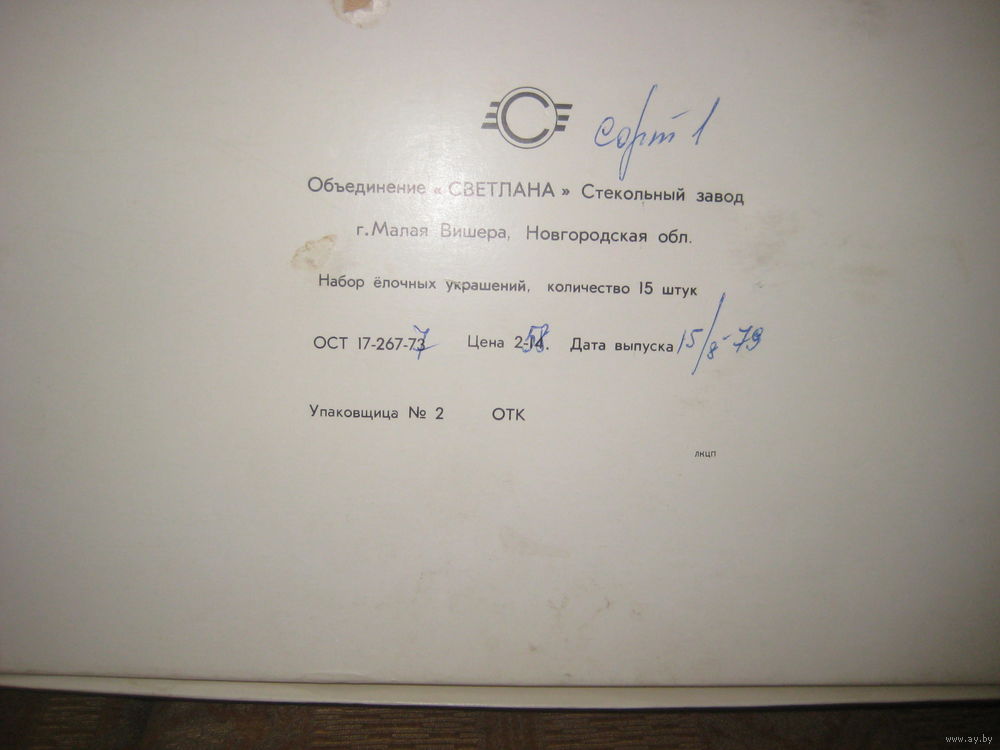 С сорт 1
Объединение « СВЕТЛАНА » Стекольный завод
г. Малая Вишера, Новгородская обл.
Набор ёлочных украшений, количество 15 штук
ОСТ 17-267-77 Цена 2-58. Дата выпуска 15/8-79
Упаковщица № 2 ОТК
ЛКЦП
www.ay.by